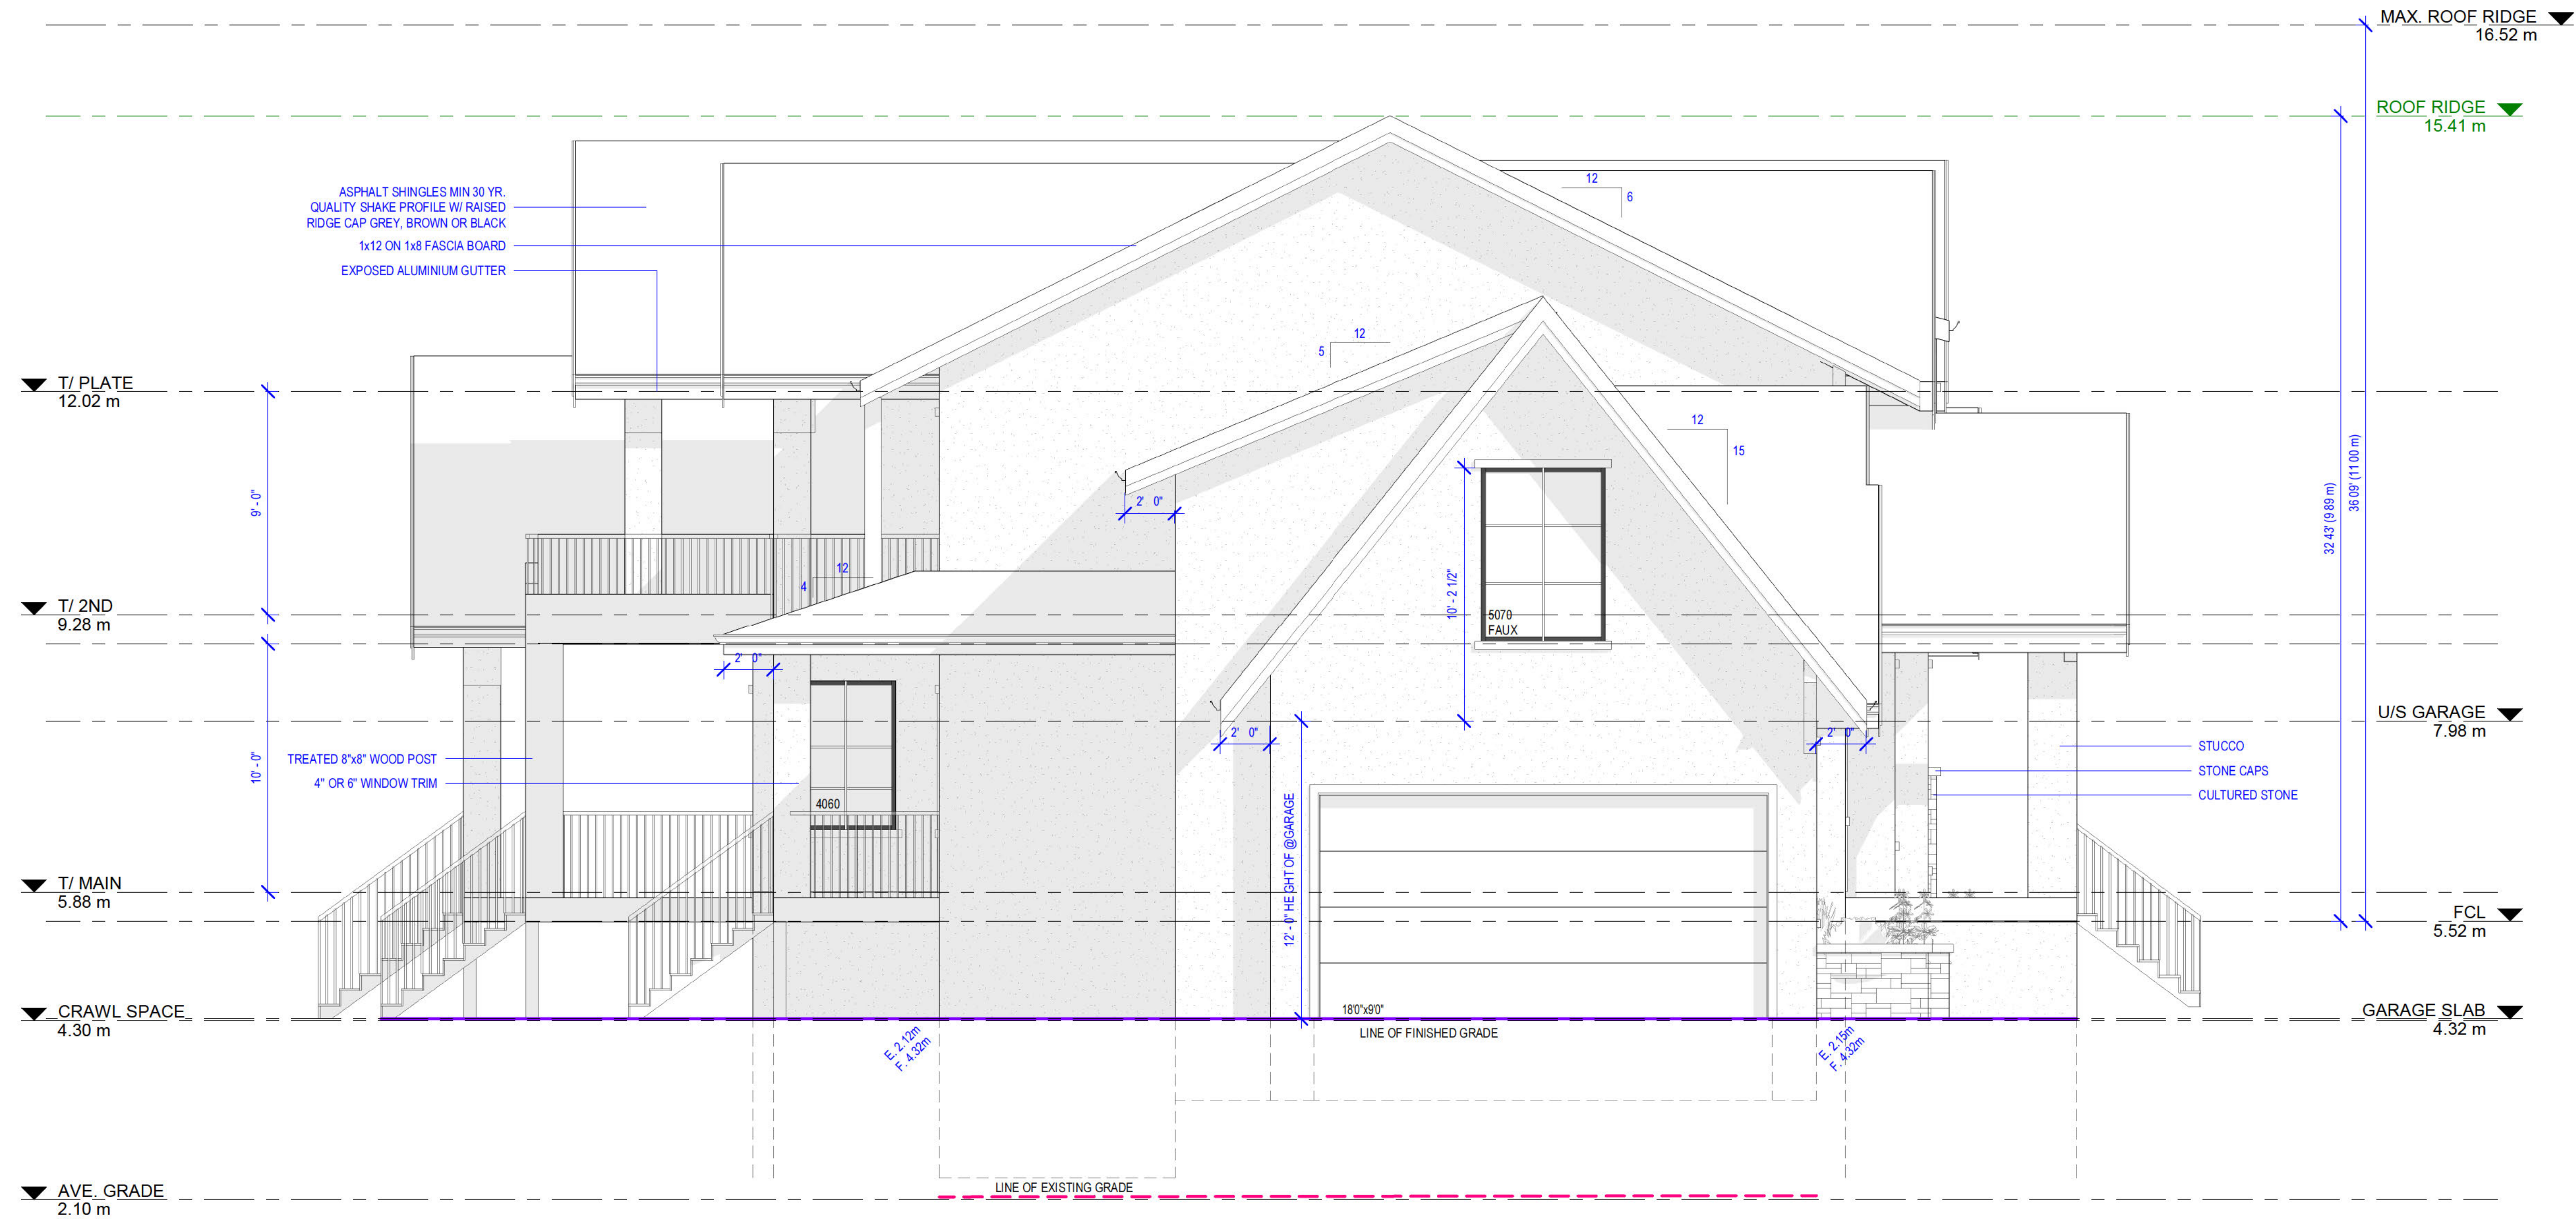 MAX. ROOF RIDGE
16.52 m
ROOF RIDGE
15.41 m
ASPHALT SHINGLES MIN 30 YR.
QUALITY SHAKE PROFILE W/ RAISED
RIDGE CAP GREY, BROWN OR BLACK
1x12 ON 1x8 FASCIA BOARD
EXPOSED ALUMINIUM GUTTER
12
6
12
5
T/ PLATE
12.02 m
12
15
9' - 0"
2' 0"
32 43' (9 89 m)
36 09' (11 00 m)
12
4
10' - 2 1/2"
5070
FAUX
T/ 2ND
9.28 m
2' 0"
U/S GARAGE
7.98 m
2' 0"
2' 0"
10' - 0"
TREATED 8"x8" WOOD POST
4" OR 6" WINDOW TRIM
4060
STUCCO
STONE CAPS
CULTURED STONE
12' - 0" HEIGHT OF @GARAGE
T/ MAIN
5.88 m
FCL
5.52 m
CRAWL SPACE
4.30 m
18'0"x9'0"
GARAGE SLAB
4.32 m
LINE OF FINISHED GRADE
E. 2.12m
F. 4.32m
E. 2.15m
F. 4.32m
LINE OF EXISTING GRADE
AVE. GRADE
2.10 m